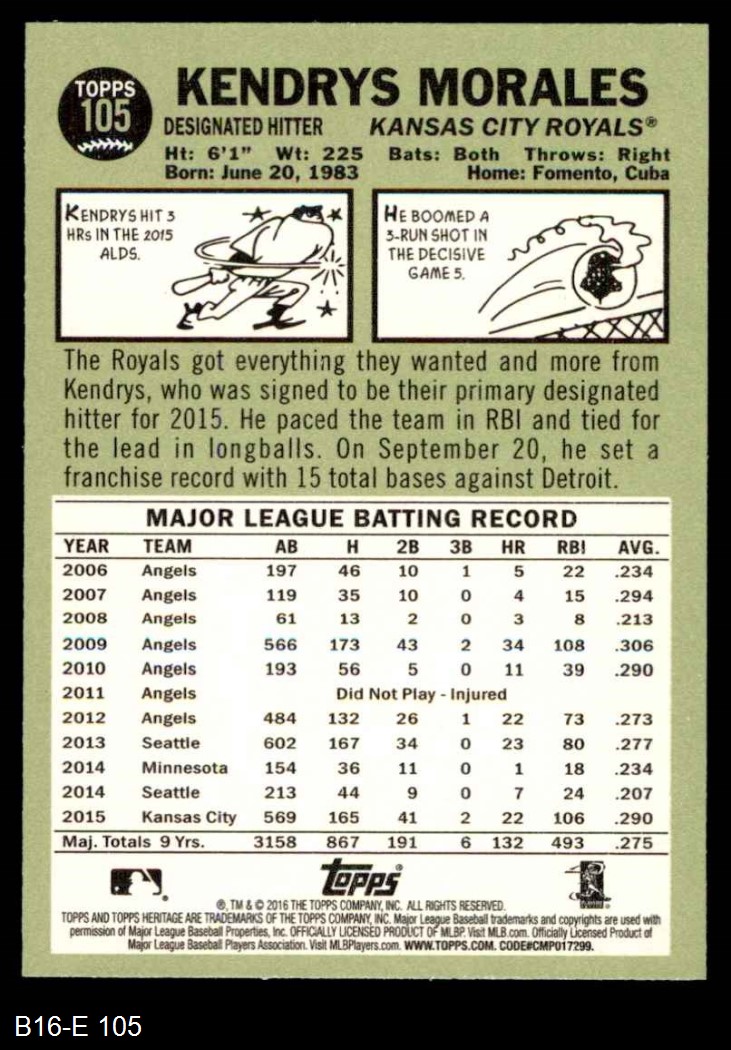 TOPPS
105
KENDRYS MORALES
DESIGNATED HITTER KANSAS CITY ROYALS®
Ht: 6'1" Wt: 225 Bats: Both Throws: Right
Born: June 20, 1983 Home: Fomento, Cuba
KENDRYS HIT 3
HRs IN THE 2015
ALDS.
HE BOOMED A
3-RUN SHOT IN
THE DECISIVE
GAME 5.
The Royals got everything they wanted and more from
Kendrys, who was signed to be their primary designated
hitter for 2015. He paced the team in RBI and tied for
the lead in longballs. On September 20, he set a
franchise record with 15 total bases against Detroit.
MAJOR LEAGUE BATTING RECORD
YEAR TEAM AB H 2B 3B HR RBI AVG.
2006 Angels 197 46 10 1 5 22 .234
2007 Angels 119 35 10 0 4 15 .294
2008 Angels 61 13 2 0 3 8 .213
2009 Angels 566 173 43 2 34 108 .306
2010 Angels 193 56 5 0 11 39 .290
2011 Angels Did Not Play - Injured
2012 Angels 484 132 26 1 22 73 .273
2013 Seattle 602 167 34 0 23 80 .277
2014 Minnesota 154 36 11 0 1 18 .234
2014 Seattle 213 44 9 0 7 24 .207
2015 Kansas City 569 165 41 2 22 106 .290
Maj. Totals 9 Yrs. 3158 867 191 6 132 493 .275
topps®
®, TM & © 2016 THE TOPPS COMPANY, INC. ALL RIGHTS RESERVED.
TOPPS AND TOPPS HERITAGE ARE TRADEMARKS OF THE TOPPS COMPANY, INC. Major League Baseball trademarks and copyrights are used with
permission of Major League Baseball Properties, Inc. OFFICIALLY LICENSED PRODUCT OF MLBP. Visit MLB.com. Officially Licensed Product of
Major League Baseball Players Association. Visit MLBPlayers.com. WWW.TOPPS.COM. CODE#CMP017299.
B16-E 105